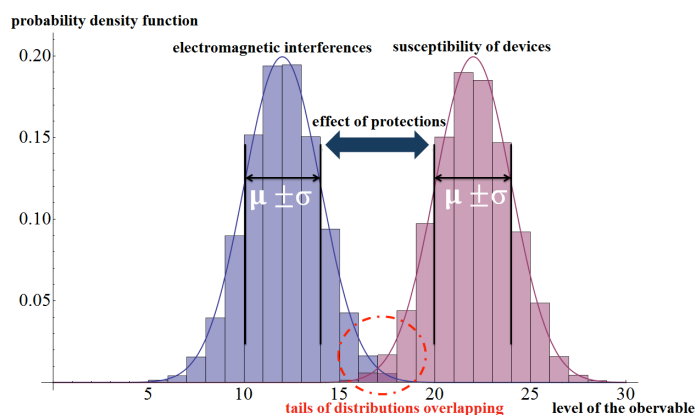 probability density function
electromagnetic interferences
susceptibility of devices
0.20
effect of protections
0.15
μ ±σ
μ ±σ
0.10
0.05
5
10
15
20
25
30
level of the obervable
tails of distributions overlapping